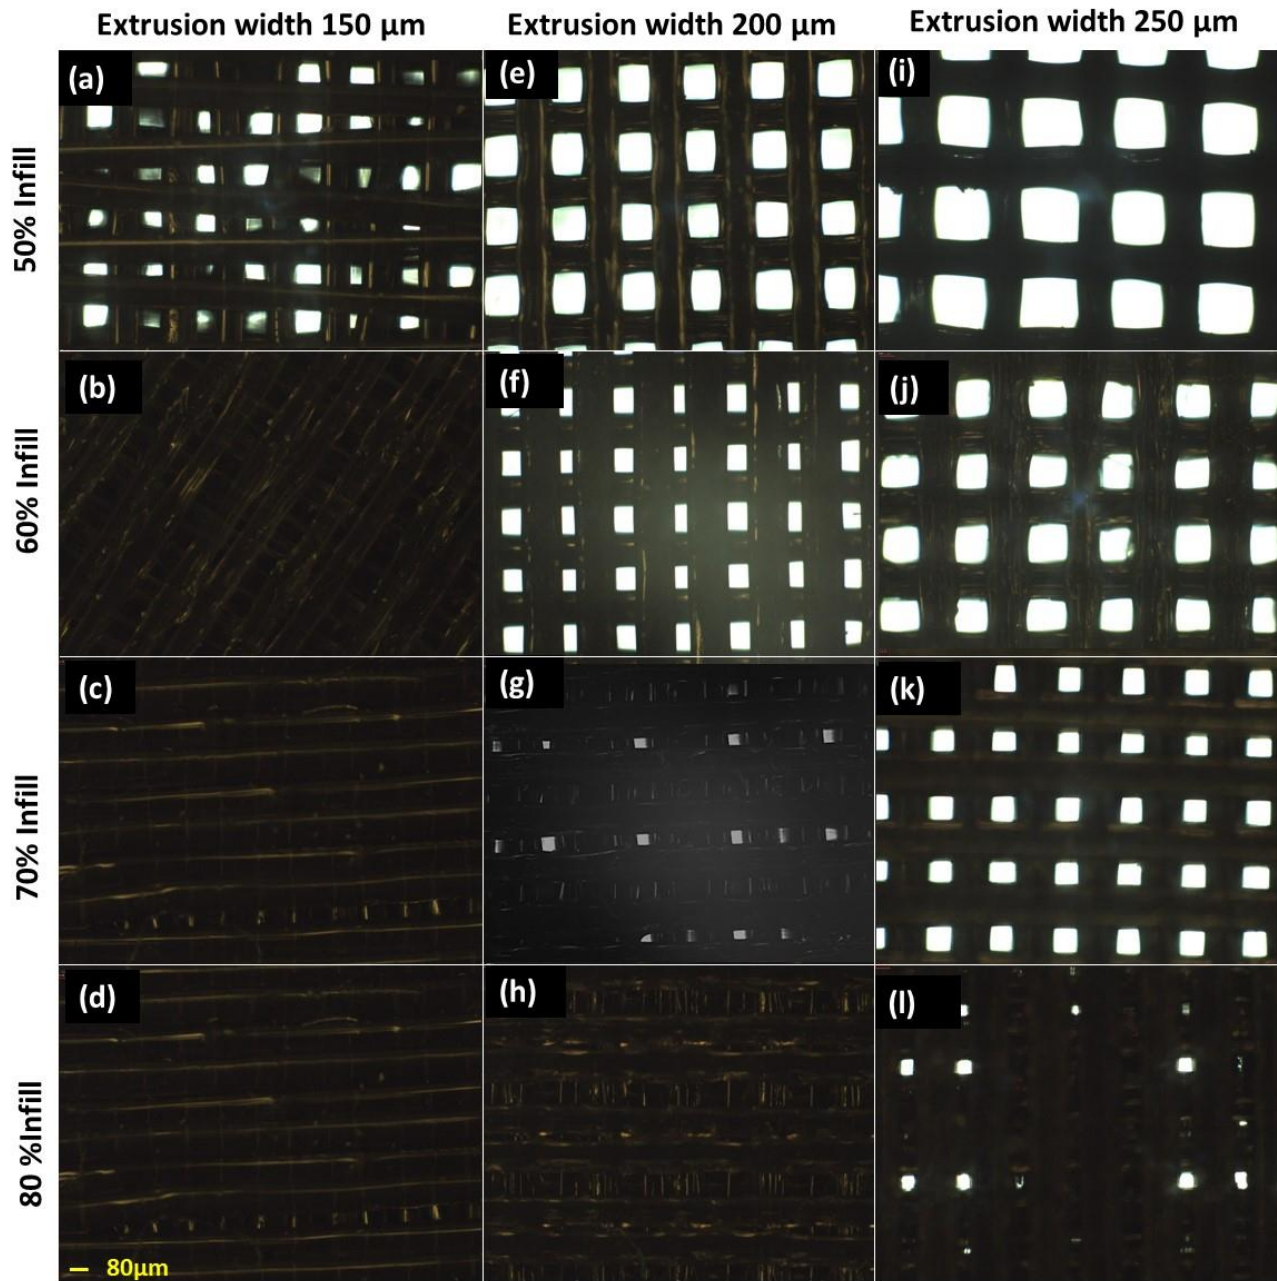 Extrusion width 150 µm
Extrusion width 200 µm
Extrusion width 250 µm
50% Infill
(a)
(e)
(i)
60% Infill
(b)
(f)
(j)
70% Infill
(c)
(g)
(k)
80 %Infill
(d)
(h)
(l)
80µm